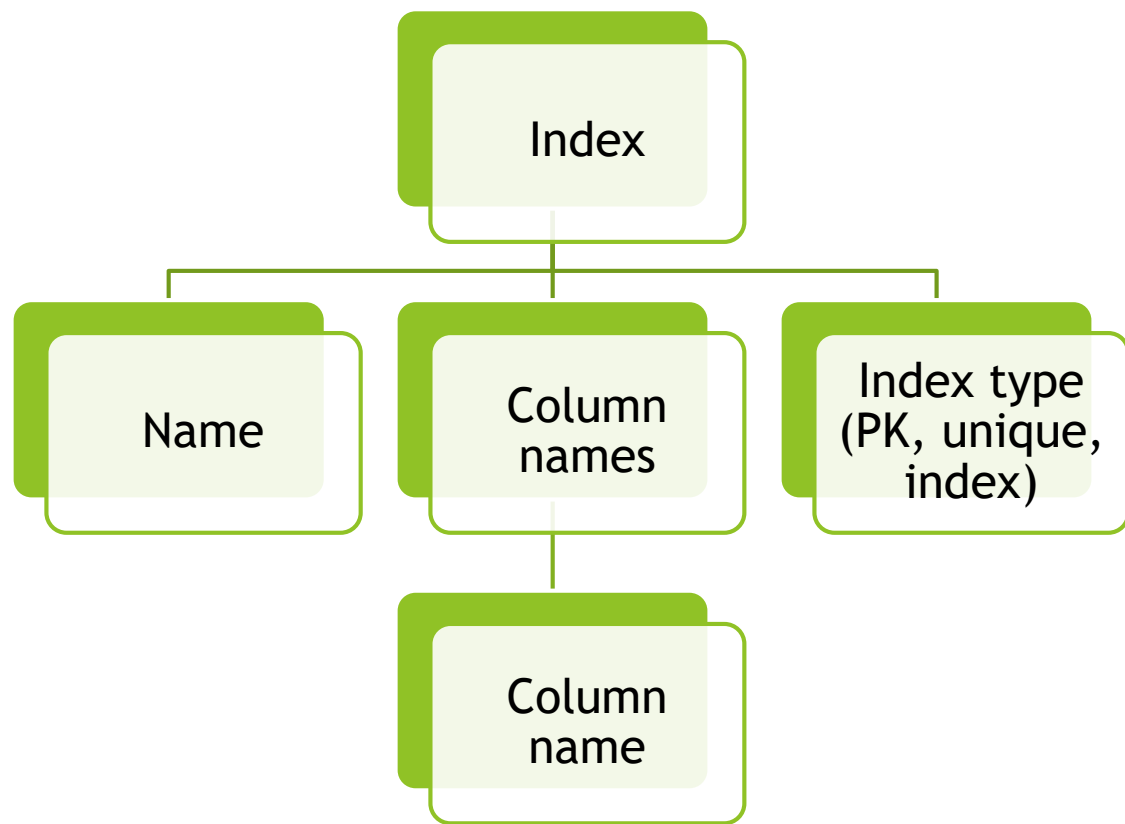 Index
Name
Column
names
Index type
(PK, unique,
index)
Column
name